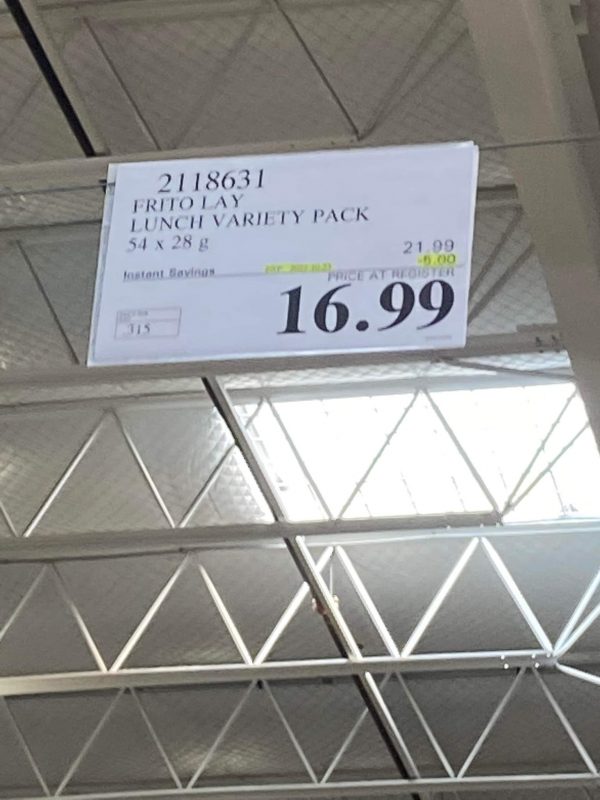 2118631
FRITO LAY
LUNCH VARIETY PACK
54 x 28 g
21.99
-5.00
Instant Savings
PRICE AT REGISTER
16.99
315